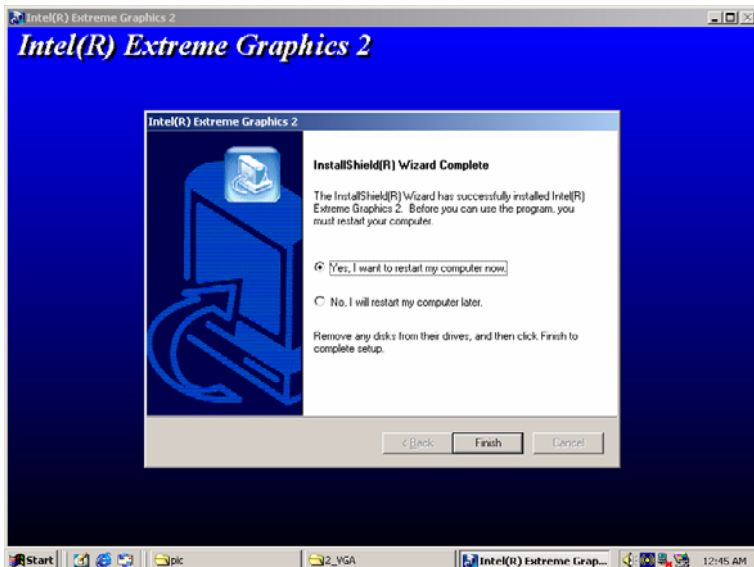 Intel(R) Extreme Graphics 2
Intel(R) Extreme Graphics 2
Intel(R) Extreme Graphics 2
InstallShield(R) Wizard Complete
The InstallShield(R) Wizard has successfully installed Intel(R)
Extreme Graphics 2. Before you can use the program, you
must restart your computer.
Yes, I want to restart my computer now.
No, I will restart my computer later.
Remove any disks from their drives, and then click Finish to
complete setup.
< Back
Finish
Cancel
Start
pic
2_VGA
Intel(R) Extreme Grap...
12:45 AM